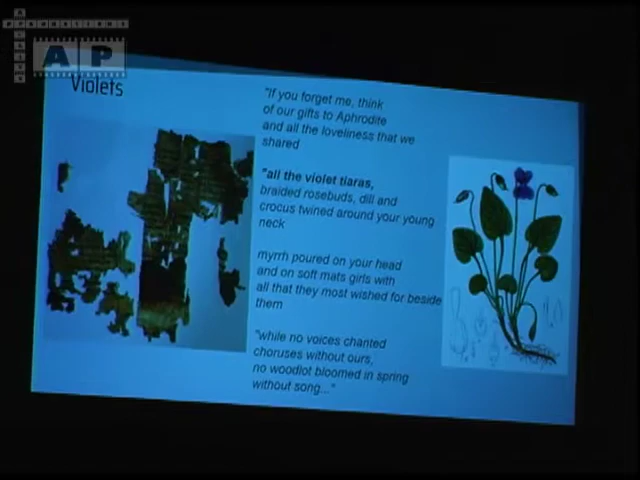 AP
Violets
"If you forget me, think
of our gifts to Aphrodite
and all the loveliness that we
shared
"all the violet tiaras,
braided rosebuds, dill and
crocus twined around your young
neck
myrrh poured on your head
and on soft mats girls with
all that they most wished for beside
them
"while no voices chanted
choruses without ours,
no woodlot bloomed in spring
without song..."